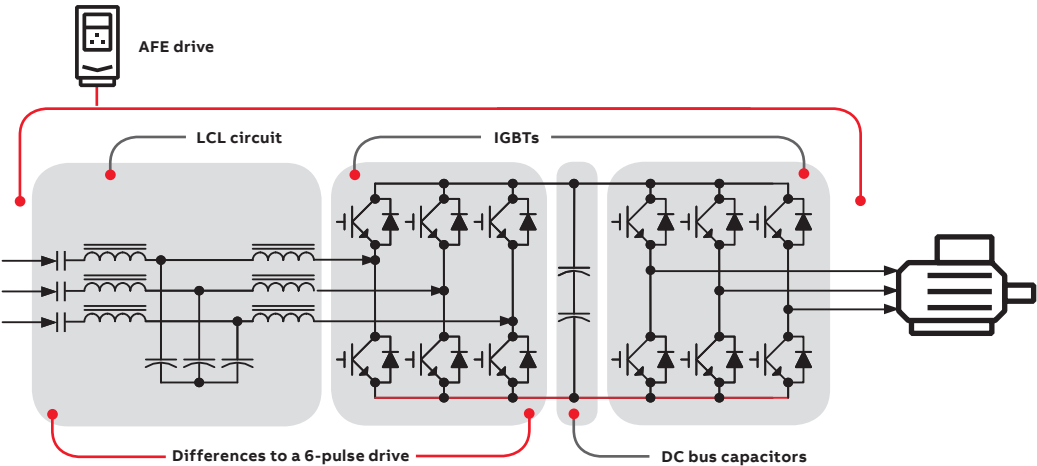 AFE drive
LCL circuit
IGBTs
Differences to a 6-pulse drive
DC bus capacitors